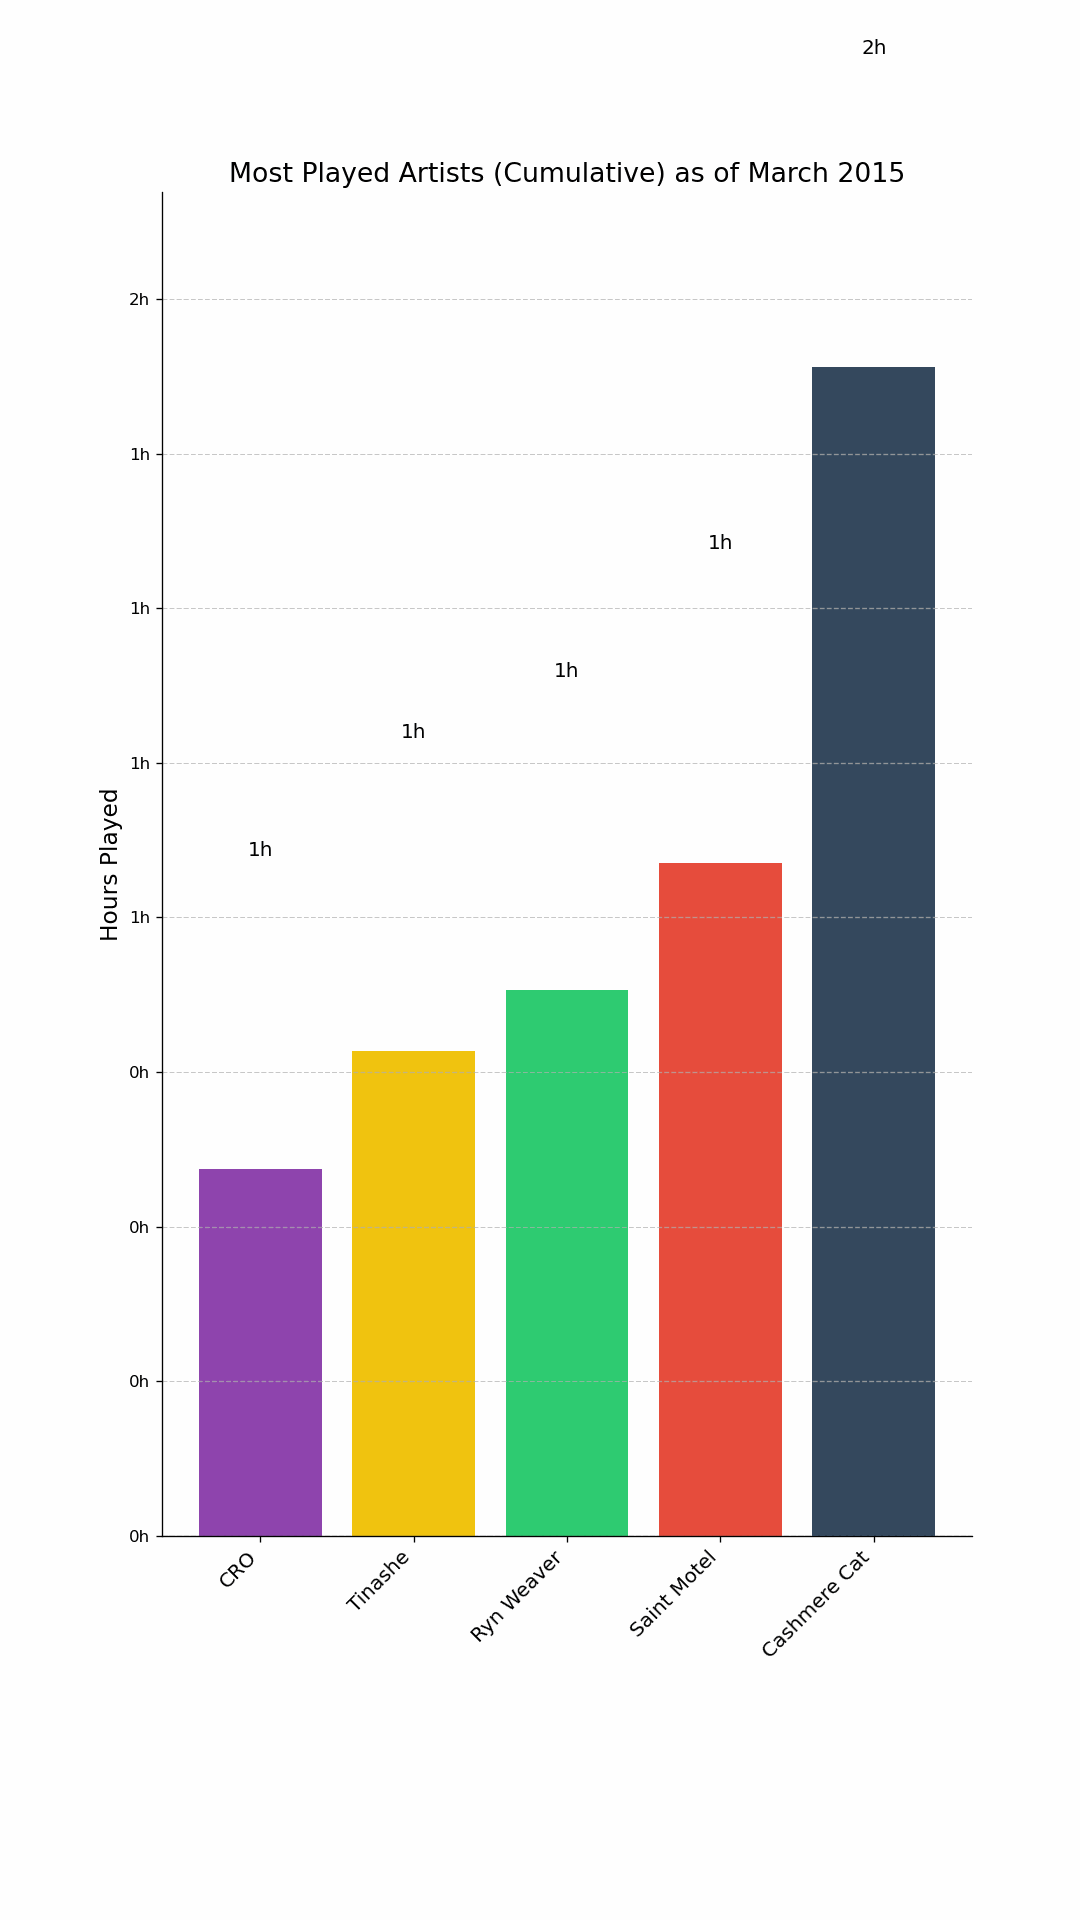 2h
Most Played Artists (Cumulative) as of March 2015
2h
1h
1h
1h
1h
1h
1h
1h
Hours Played
1h
0h
0h
0h
0h
CRO
Tinashe
Ryn Weaver
Saint Motel
Cashmere Cat